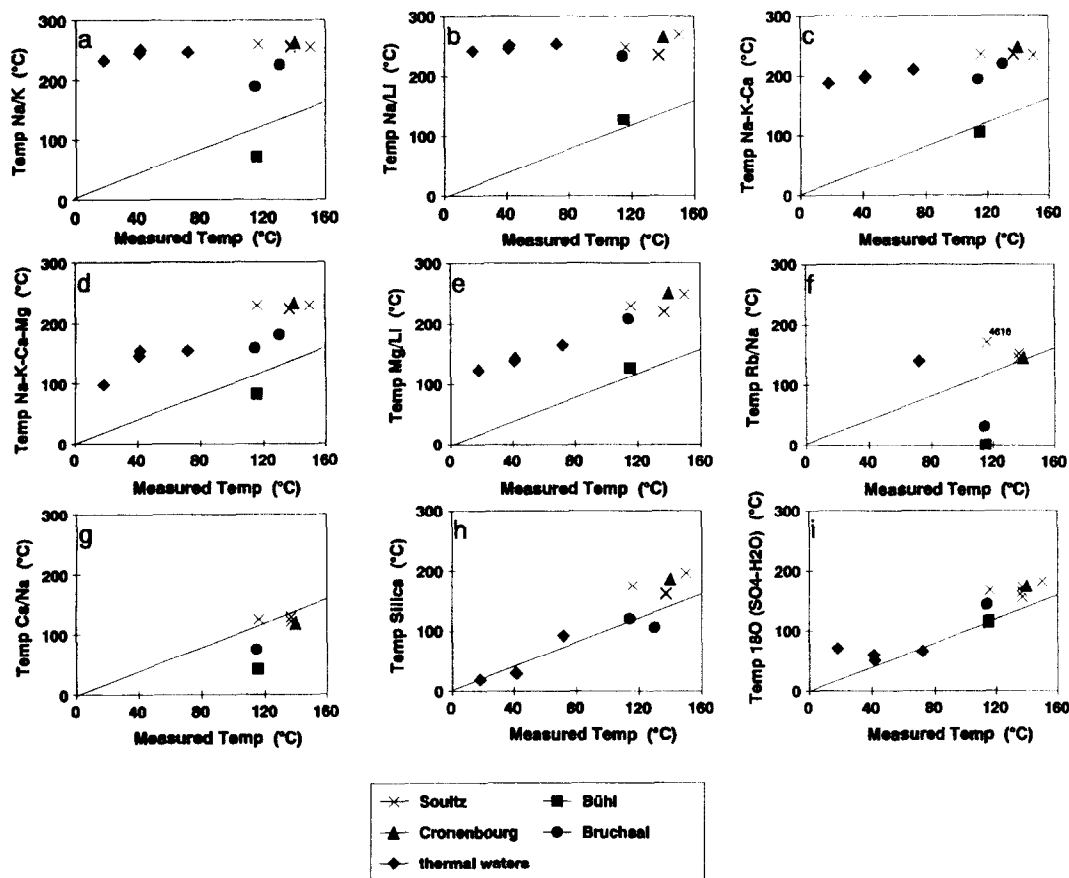 a
300
200
100
0
Temp Na/K (°C)
0 40 80 120 160
Measured Temp (°C)
b
300
200
100
0
Temp Na/Li (°C)
0 40 80 120 160
Measured Temp (°C)
c
300
200
100
0
Temp Na-K-Ca (°C)
0 40 80 120 160
Measured Temp (°C)
d
300
200
100
0
Temp Na-K-Ca-Mg (°C)
0 40 80 120 160
Measured Temp (°C)
e
300
200
100
0
Temp Mg/Li (°C)
0 40 80 120 160
Measured Temp (°C)
f
300
200
100
0
Temp Rb/Na (°C)
4616
0 40 80 120 160
Measured Temp (°C)
g
300
200
100
0
Temp Ca/Na (°C)
0 40 80 120 160
Measured Temp (°C)
h
300
200
100
0
Temp Silica (°C)
0 40 80 120 160
Measured Temp (°C)
i
300
200
100
0
Temp 18O (SO4-H2O) (°C)
0 40 80 120 160
Measured Temp (°C)
Soultz
Bühl
Cronenbourg
Bruchsal
thermal waters